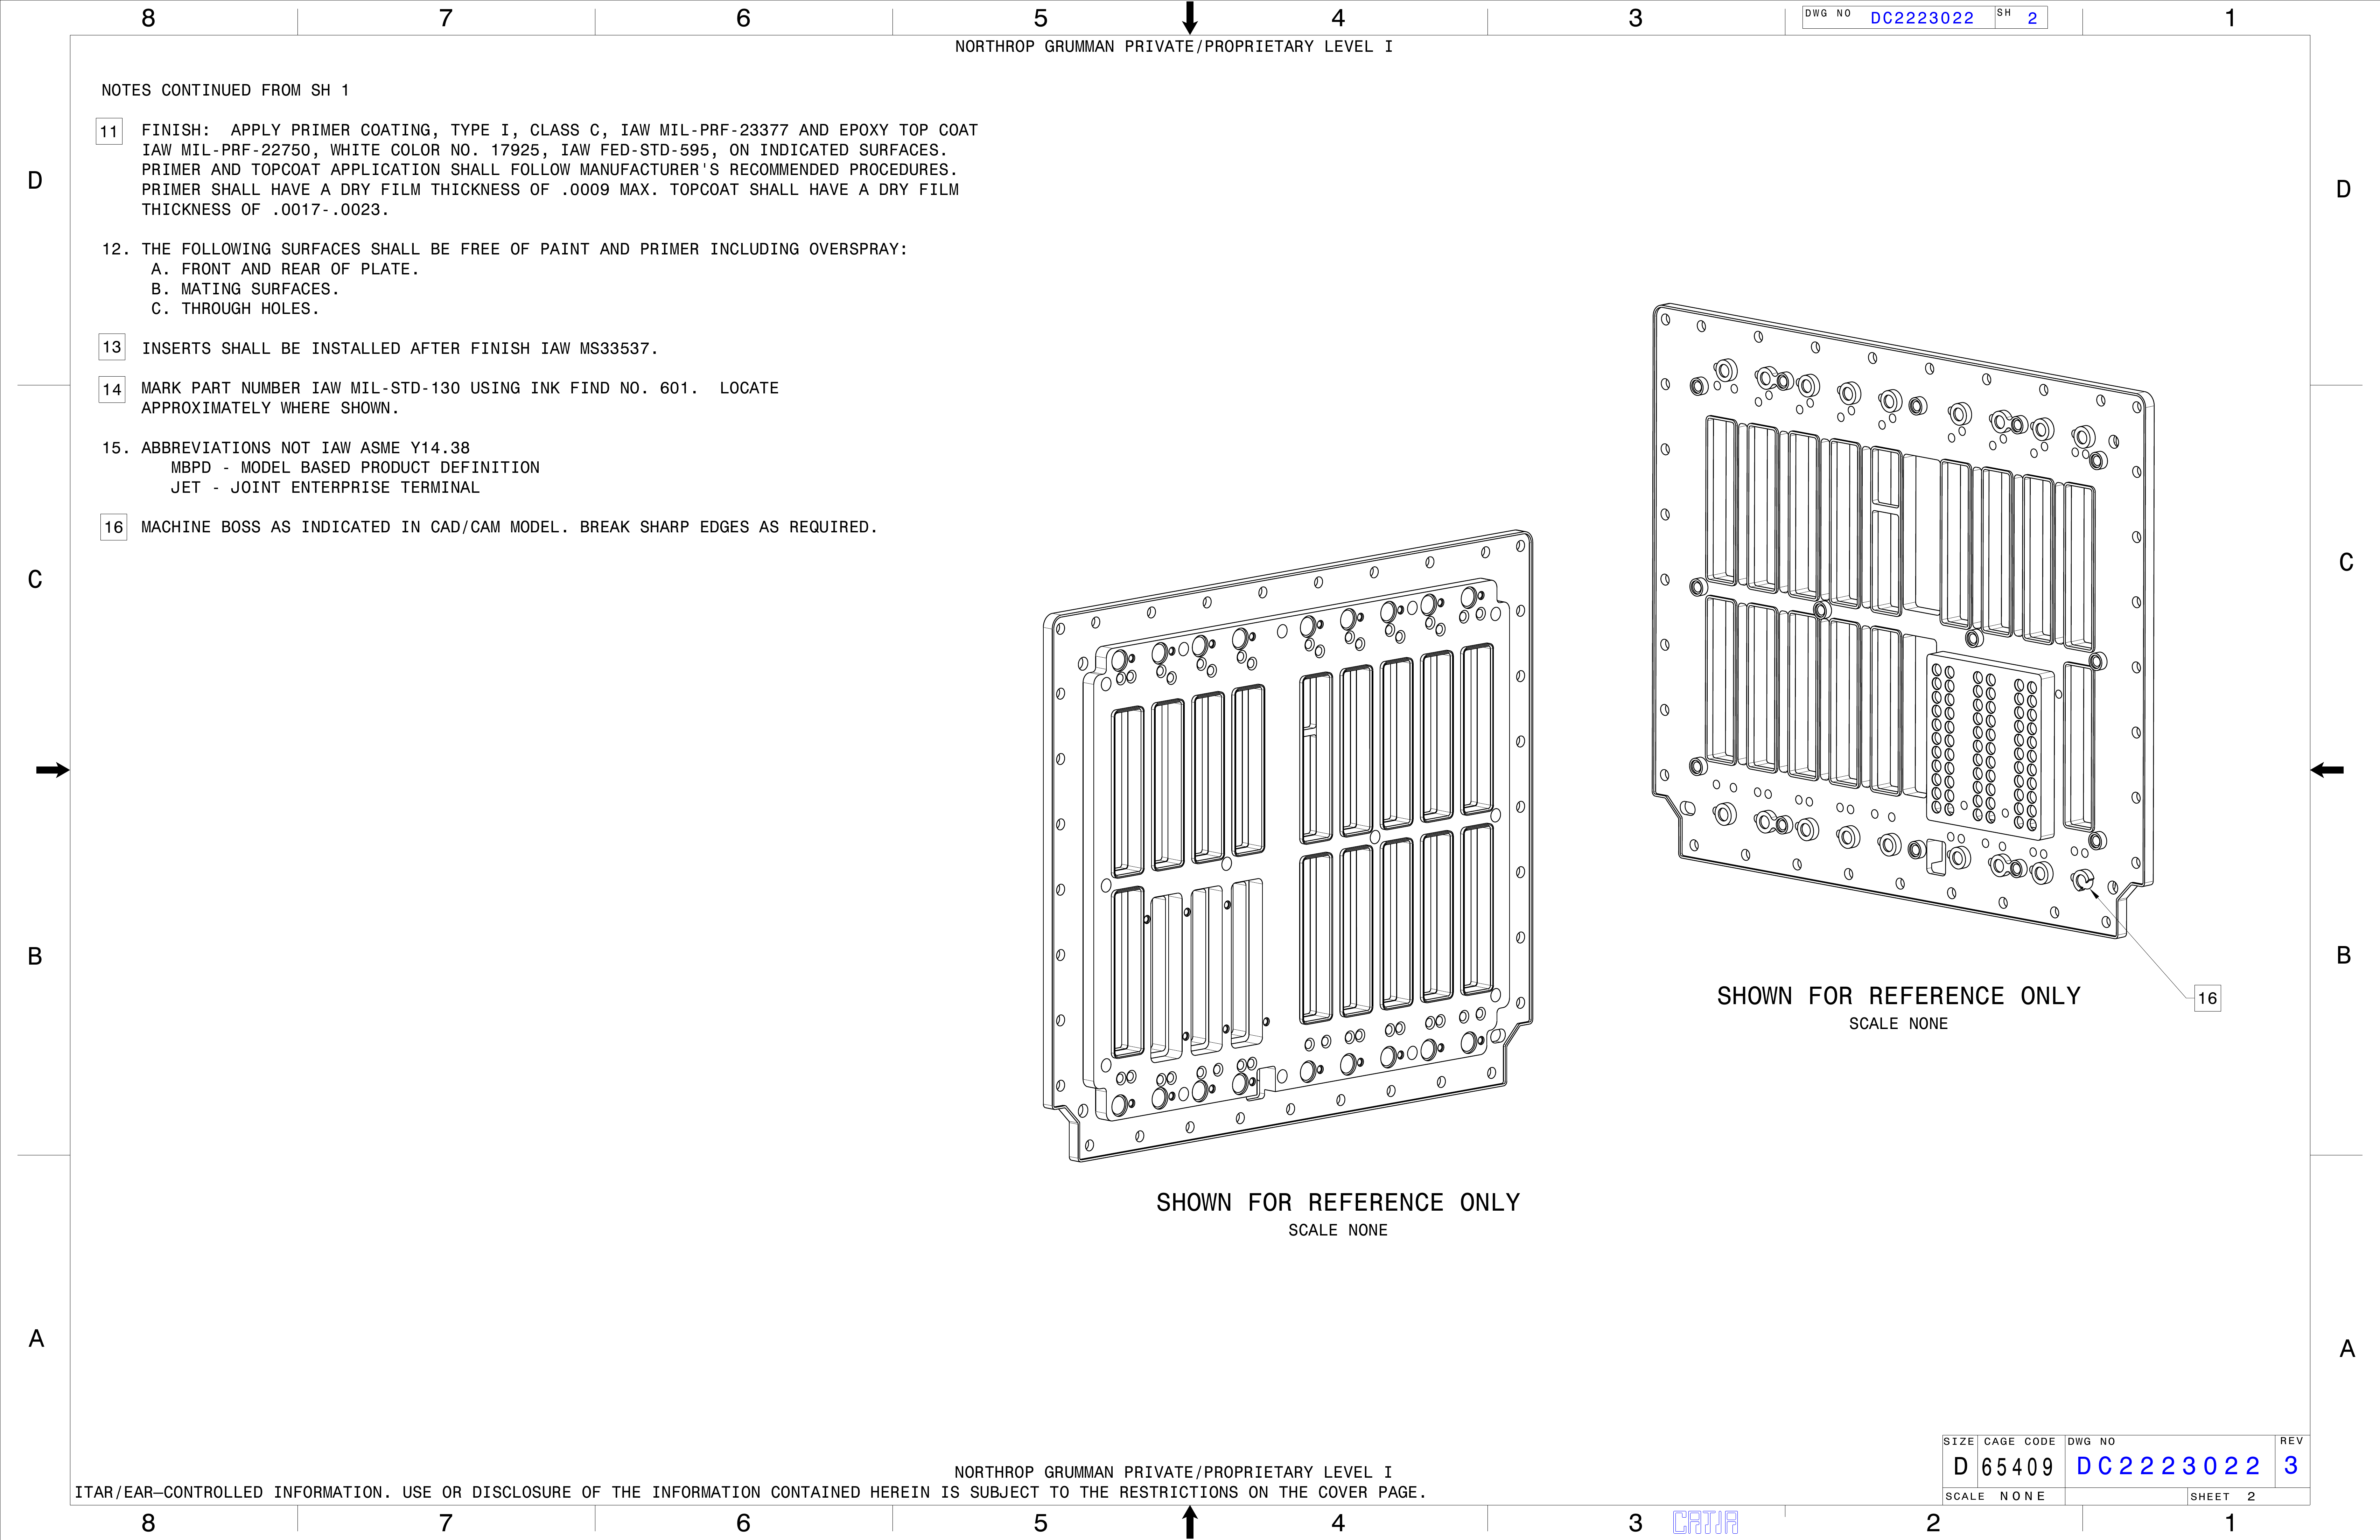 8 7 6 5 4 3 1
DWG NO DC2223022 SH 2
NORTHROP GRUMMAN PRIVATE/PROPRIETARY LEVEL I
NOTES CONTINUED FROM SH 1
11 FINISH: APPLY PRIMER COATING, TYPE I, CLASS C, IAW MIL-PRF-23377 AND EPOXY TOP COAT
IAW MIL-PRF-22750, WHITE COLOR NO. 17925, IAW FED-STD-595, ON INDICATED SURFACES.
PRIMER AND TOPCOAT APPLICATION SHALL FOLLOW MANUFACTURER'S RECOMMENDED PROCEDURES.
PRIMER SHALL HAVE A DRY FILM THICKNESS OF .0009 MAX. TOPCOAT SHALL HAVE A DRY FILM
THICKNESS OF .0017-.0023.
D D
12. THE FOLLOWING SURFACES SHALL BE FREE OF PAINT AND PRIMER INCLUDING OVERSPRAY:
A. FRONT AND REAR OF PLATE.
B. MATING SURFACES.
C. THROUGH HOLES.
13 INSERTS SHALL BE INSTALLED AFTER FINISH IAW MS33537.
14 MARK PART NUMBER IAW MIL-STD-130 USING INK FIND NO. 601. LOCATE
APPROXIMATELY WHERE SHOWN.
15. ABBREVIATIONS NOT IAW ASME Y14.38
MBPD - MODEL BASED PRODUCT DEFINITION
JET - JOINT ENTERPRISE TERMINAL
16 MACHINE BOSS AS INDICATED IN CAD/CAM MODEL. BREAK SHARP EDGES AS REQUIRED.
C C
B B
SHOWN FOR REFERENCE ONLY
SCALE NONE
16
SHOWN FOR REFERENCE ONLY
SCALE NONE
A A
NORTHROP GRUMMAN PRIVATE/PROPRIETARY LEVEL I
ITAR/EAR–CONTROLLED INFORMATION. USE OR DISCLOSURE OF THE INFORMATION CONTAINED HEREIN IS SUBJECT TO THE RESTRICTIONS ON THE COVER PAGE.
SIZE CAGE CODE DWG NO REV
D 65409 DC2223022 3
SCALE NONE SHEET 2
8 7 6 5 4 3 CATIA 2 1